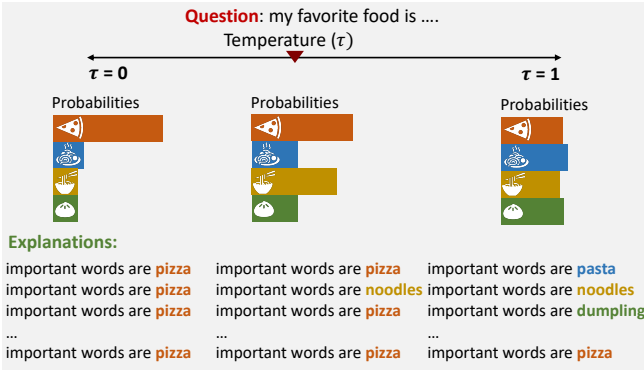 Question: my favorite food is ....
Temperature (τ)
τ = 0
τ = 1
Probabilities
Probabilities
Probabilities
Explanations:
important words are pizza
important words are pizza
important words are pizza
...
important words are pizza
important words are pizza
important words are noodles
important words are pizza
...
important words are pizza
important words are pasta
important words are noodles
important words are dumpling
...
important words are pizza